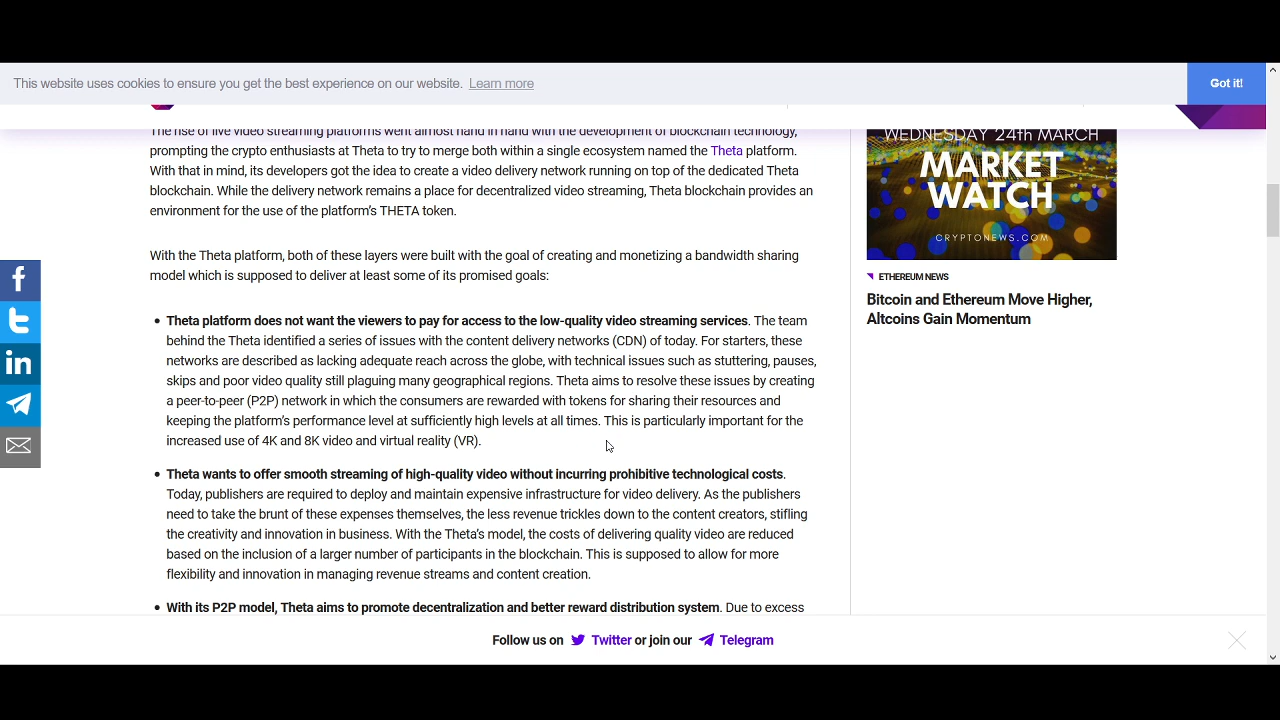 This website uses cookies to ensure you get the best experience on our website. Learn more
Got it!
The rise of live video streaming platforms went almost hand in hand with the development of blockchain technology,
prompting the crypto enthusiasts at Theta to try to merge both within a single ecosystem named the Theta platform.
With that in mind, its developers got the idea to create a video delivery network running on top of the dedicated Theta
blockchain. While the delivery network remains a place for decentralized video streaming, Theta blockchain provides an
environment for the use of the platform's THETA token.
With the Theta platform, both of these layers were built with the goal of creating and monetizing a bandwidth sharing
model which is supposed to deliver at least some of its promised goals:
• Theta platform does not want the viewers to pay for access to the low-quality video streaming services. The team
behind the Theta identified a series of issues with the content delivery networks (CDN) of today. For starters, these
networks are described as lacking adequate reach across the globe, with technical issues such as stuttering, pauses,
skips and poor video quality still plaguing many geographical regions. Theta aims to resolve these issues by creating
a peer-to-peer (P2P) network in which the consumers are rewarded with tokens for sharing their resources and
keeping the platform's performance level at sufficiently high levels at all times. This is particularly important for the
increased use of 4K and 8K video and virtual reality (VR).
• Theta wants to offer smooth streaming of high-quality video without incurring prohibitive technological costs.
Today, publishers are required to deploy and maintain expensive infrastructure for video delivery. As the publishers
need to take the brunt of these expenses themselves, the less revenue trickles down to the content creators, stifling
the creativity and innovation in business. With the Theta's model, the costs of delivering quality video are reduced
based on the inclusion of a larger number of participants in the blockchain. This is supposed to allow for more
flexibility and innovation in managing revenue streams and content creation.
• With its P2P model, Theta aims to promote decentralization and better reward distribution system. Due to excess
WEDNESDAY 24th MARCH
MARKET
WATCH
CRYPTONEWS.COM
ETHEREUM NEWS
Bitcoin and Ethereum Move Higher,
Altcoins Gain Momentum
Follow us on Twitter or join our Telegram